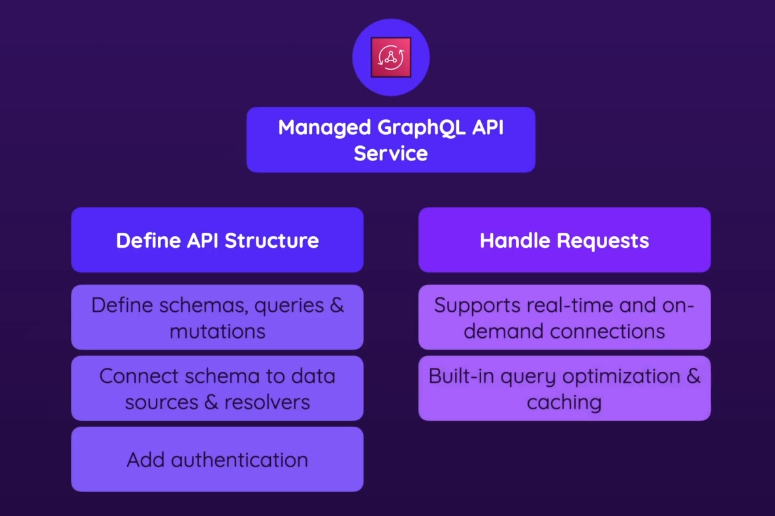 Managed GraphQL API
Service
Define API Structure
Define schemas, queries &
mutations
Connect schema to data
sources & resolvers
Add authentication
Handle Requests
Supports real-time and on-
demand connections
Built-in query optimization &
caching